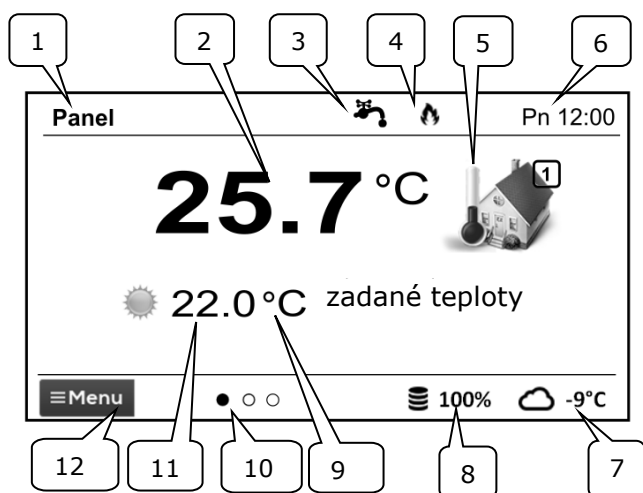 1 2 3 4 5 6
Panel Pn 12:00
25.7 °C 1
22.0 °C zadané teploty
≡Menu 100% -9°C
12 11 10 9 8 7